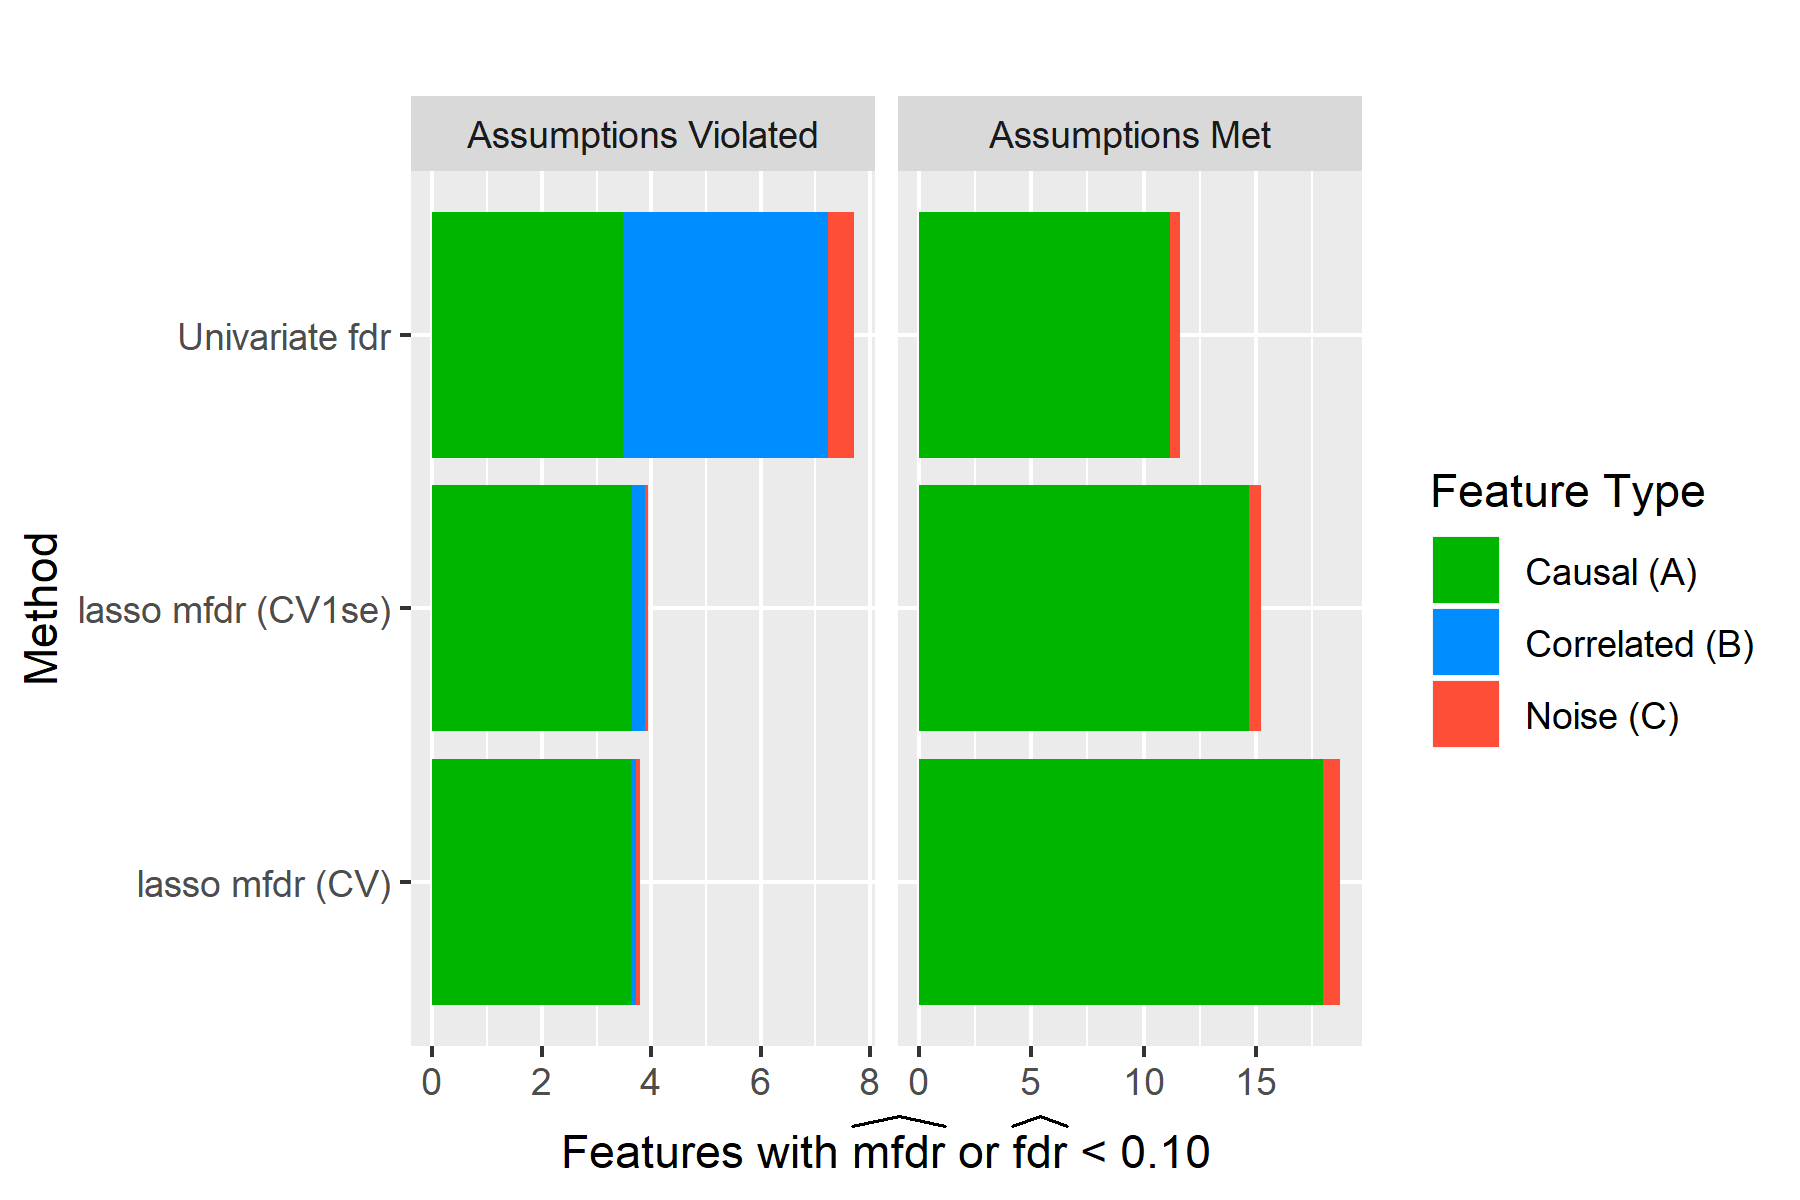 Assumptions Violated
Assumptions Met
Method
Univariate fdr
lasso mfdr (CV1se)
lasso mfdr (CV)
0 2 4 6 8
0 5 10 15
Features with mfdr or fdr < 0.10
Feature Type
Causal (A)
Correlated (B)
Noise (C)